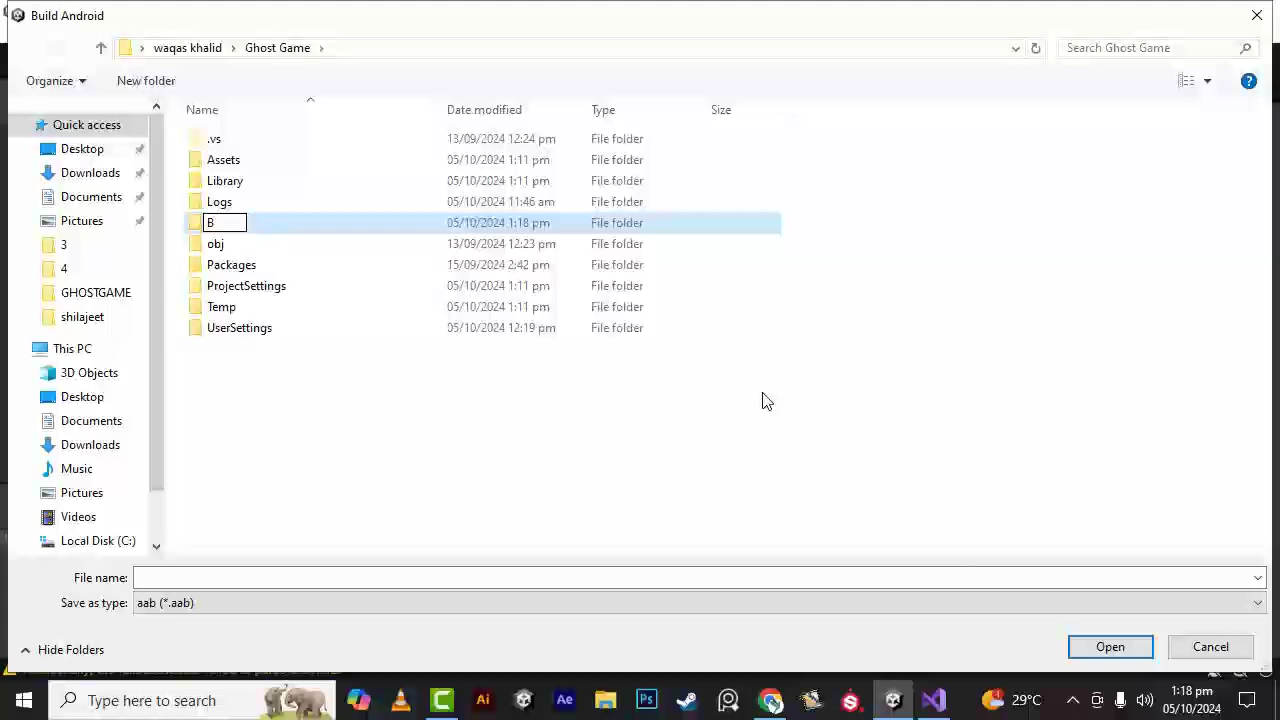 Build Android
waqas khalid > Ghost Game >
Search Ghost Game
Organize
New folder
Name
Date modified
Type
Size
Quick access
Desktop
Downloads
Documents
Pictures
3
4
GHOSTGAME
shilajeet
This PC
3D Objects
Desktop
Documents
Downloads
Music
Pictures
Videos
Local Disk (C:)
.vs 13/09/2024 12:24 pm File folder
Assets 05/10/2024 1:11 pm File folder
Library 05/10/2024 1:11 pm File folder
Logs 05/10/2024 11:46 am File folder
B 05/10/2024 1:18 pm File folder
obj 13/09/2024 12:23 pm File folder
Packages 15/09/2024 2:42 pm File folder
ProjectSettings 05/10/2024 1:11 pm File folder
Temp 05/10/2024 1:11 pm File folder
UserSettings 05/10/2024 12:19 pm File folder
File name:
Save as type: aab (*.aab)
Hide Folders
Open
Cancel
Type here to search
Ai
Ae
Ps
29°C
1:18 pm
05/10/2024